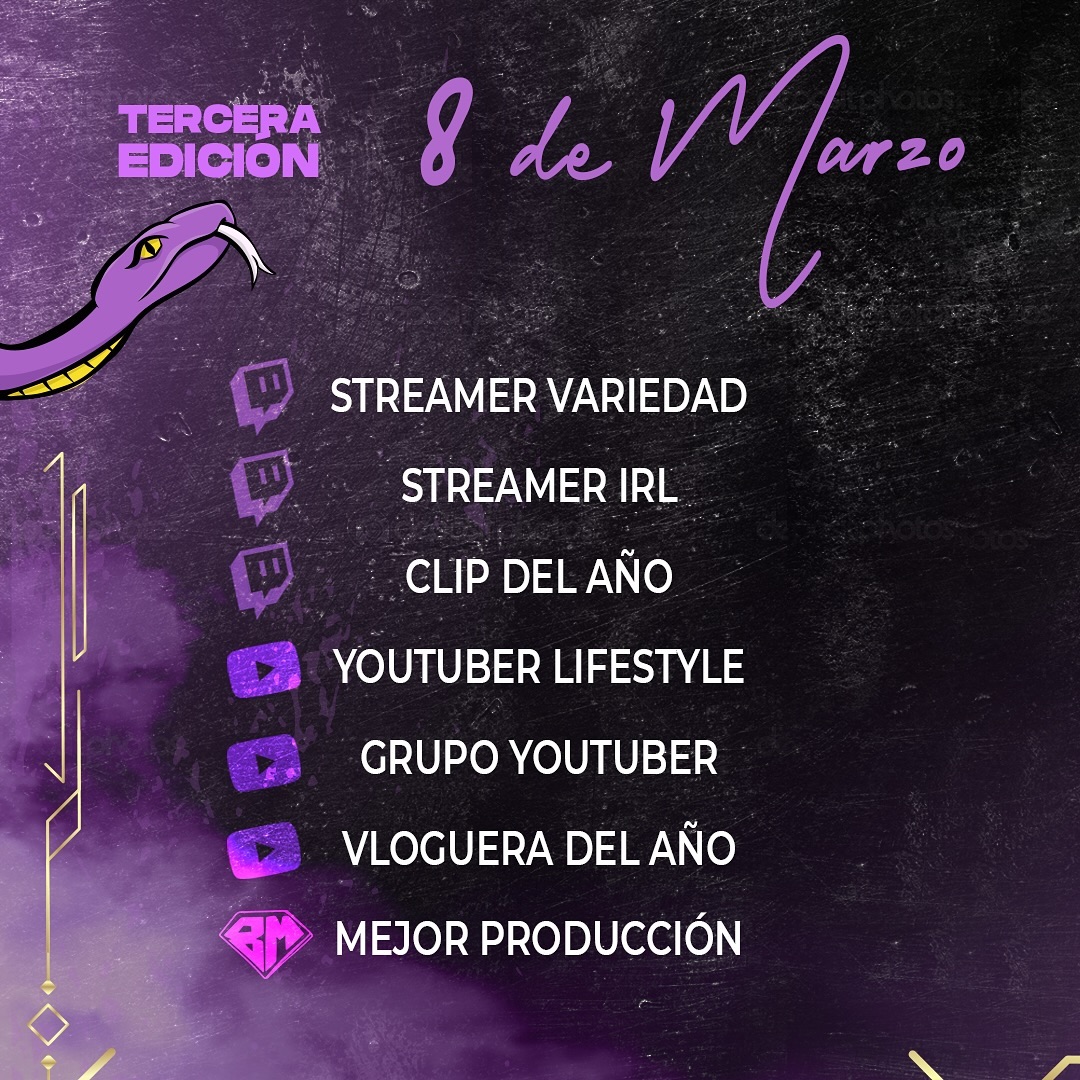 TERCERA
EDICIÓN
8 de Marzo
STREAMER VARIEDAD
STREAMER IRL
CLIP DEL AÑO
YOUTUBER LIFESTYLE
GRUPO YOUTUBER
VLOGUERA DEL AÑO
BM
MEJOR PRODUCCIÓN